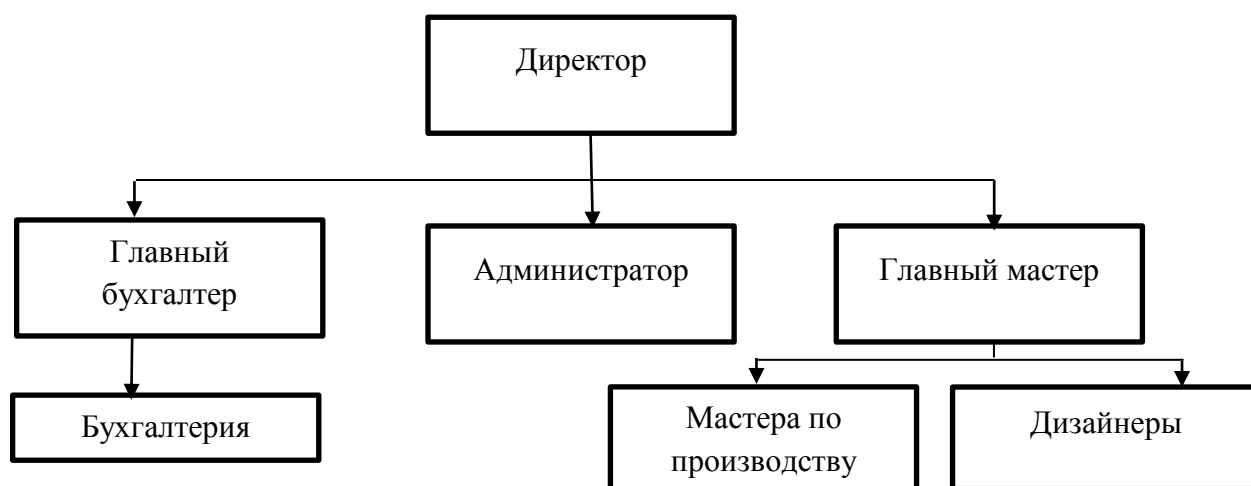 Директор
Главный
бухгалтер
Администратор
Главный мастер
Бухгалтерия
Мастера по
производству
Дизайнеры